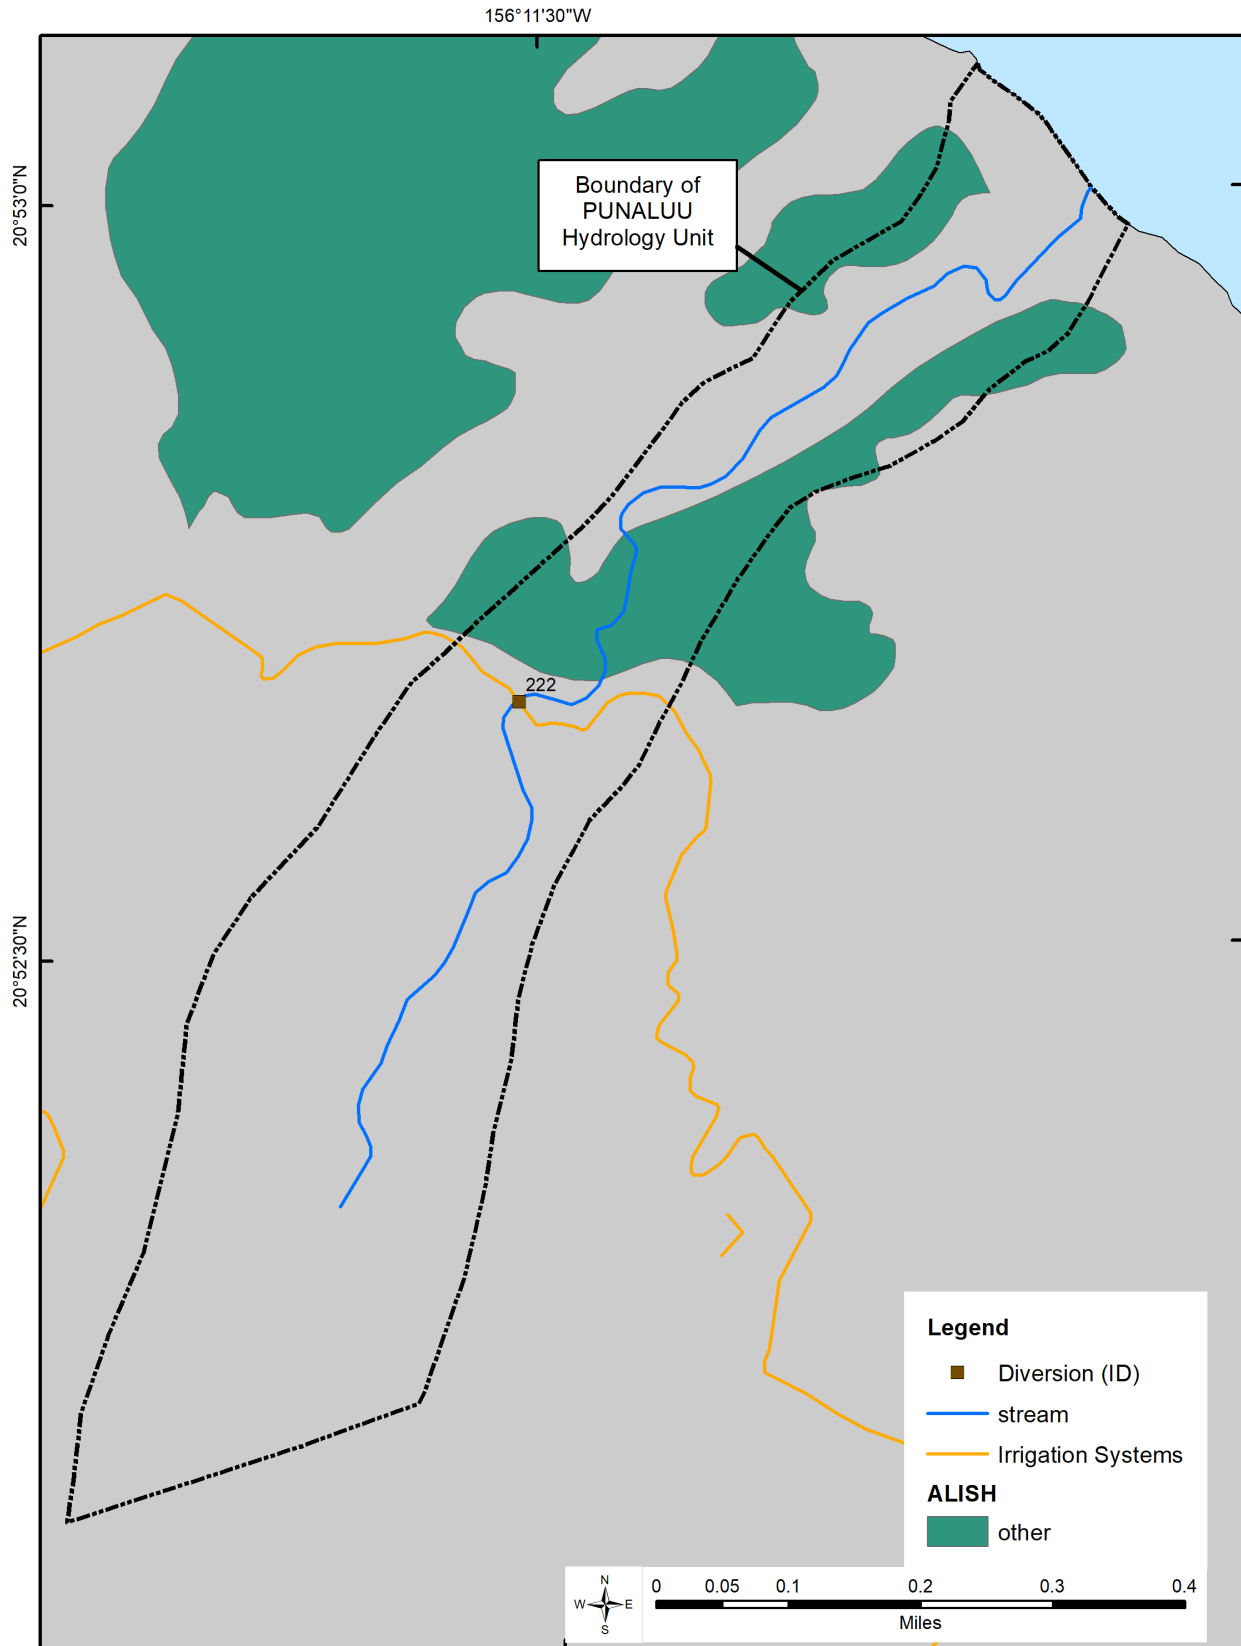 156°11'30"W
20°53'0"N
Boundary of
PUNALUU
Hydrology Unit
222
20°52'30"N
Legend
Diversion (ID)
stream
Irrigation Systems
ALISH
other
N
W E
S
0 0.05 0.1 0.2 0.3 0.4
Miles